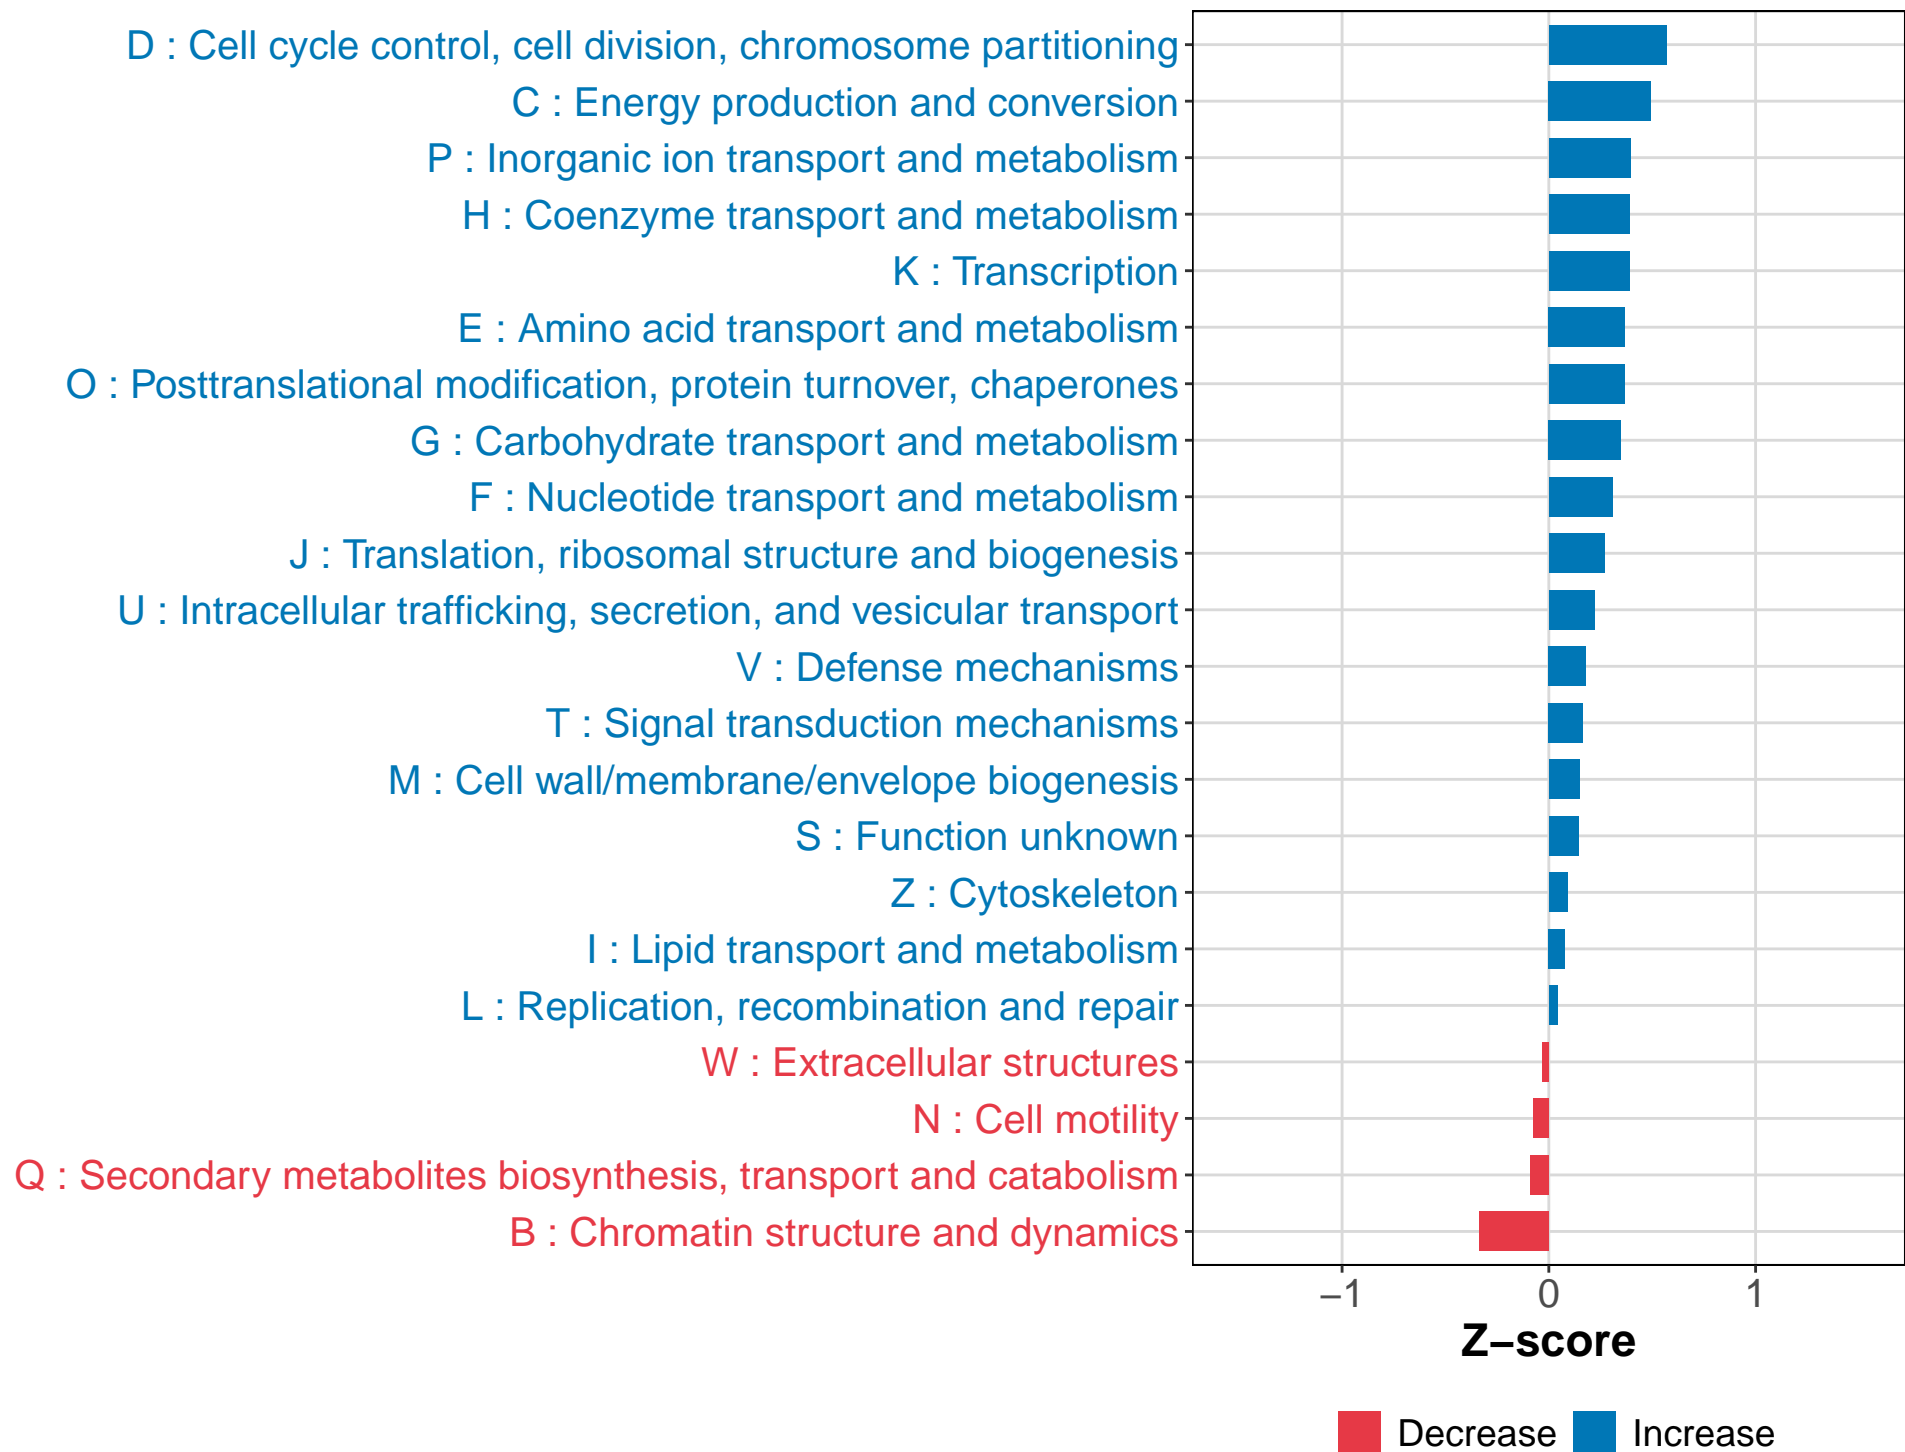 D : Cell cycle control, cell division, chromosome partitioning
C : Energy production and conversion
P : Inorganic ion transport and metabolism
H : Coenzyme transport and metabolism
K : Transcription
E : Amino acid transport and metabolism
O : Posttranslational modification, protein turnover, chaperones
G : Carbohydrate transport and metabolism
F : Nucleotide transport and metabolism
J : Translation, ribosomal structure and biogenesis
U : Intracellular trafficking, secretion, and vesicular transport
V : Defense mechanisms
T : Signal transduction mechanisms
M : Cell wall/membrane/envelope biogenesis
S : Function unknown
Z : Cytoskeleton
I : Lipid transport and metabolism
L : Replication, recombination and repair
W : Extracellular structures
N : Cell motility
Q : Secondary metabolites biosynthesis, transport and catabolism
B : Chromatin structure and dynamics
−1 0 1
Z−score
Decrease Increase